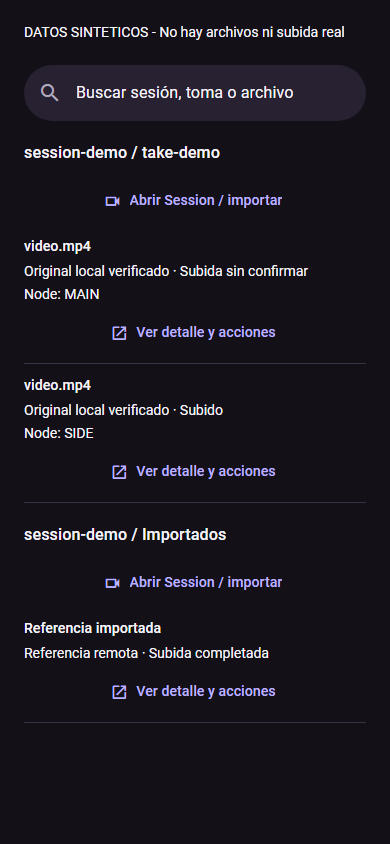 DATOS SINTETICOS - No hay archivos ni subida real
Buscar sesión, toma o archivo
session-demo / take-demo
Abrir Session / importar
video.mp4
Original local verificado · Subida sin confirmar
Node: MAIN
Ver detalle y acciones
video.mp4
Original local verificado · Subido
Node: SIDE
Ver detalle y acciones
session-demo / Importados
Abrir Session / importar
Referencia importada
Referencia remota · Subida completada
Ver detalle y acciones